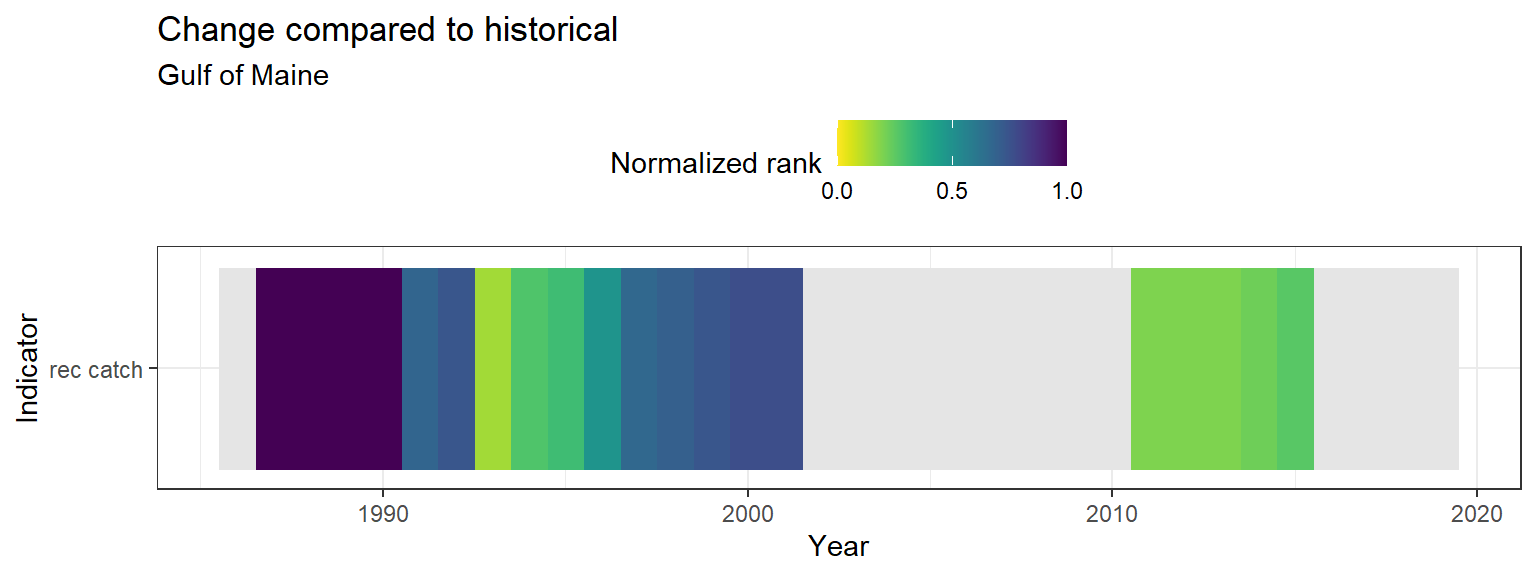 Change compared to historical
Gulf of Maine
Normalized rank
0.0 0.5 1.0
Indicator
rec catch
1990 2000 2010 2020
Year